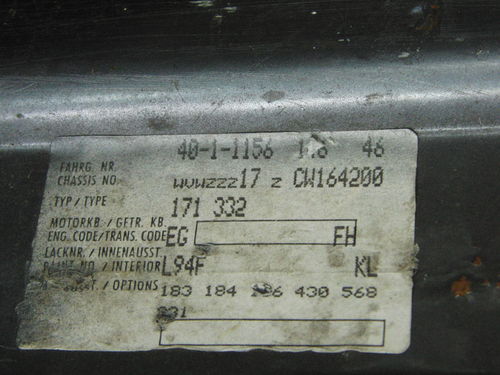 40-1-1156 46
FAHRG. NR.
CHASSIS NO. WVWZZZ17 Z CW164200
TYP / TYPE 171 332
MOTORKB. / GETR. KB.
ENG. CODE/TRANS. CODE EG FH
LACKNR. / INNENAUSST.
PAINT NO. / INTERIOR L94F KL
/ OPTIONS 183 184 430 568